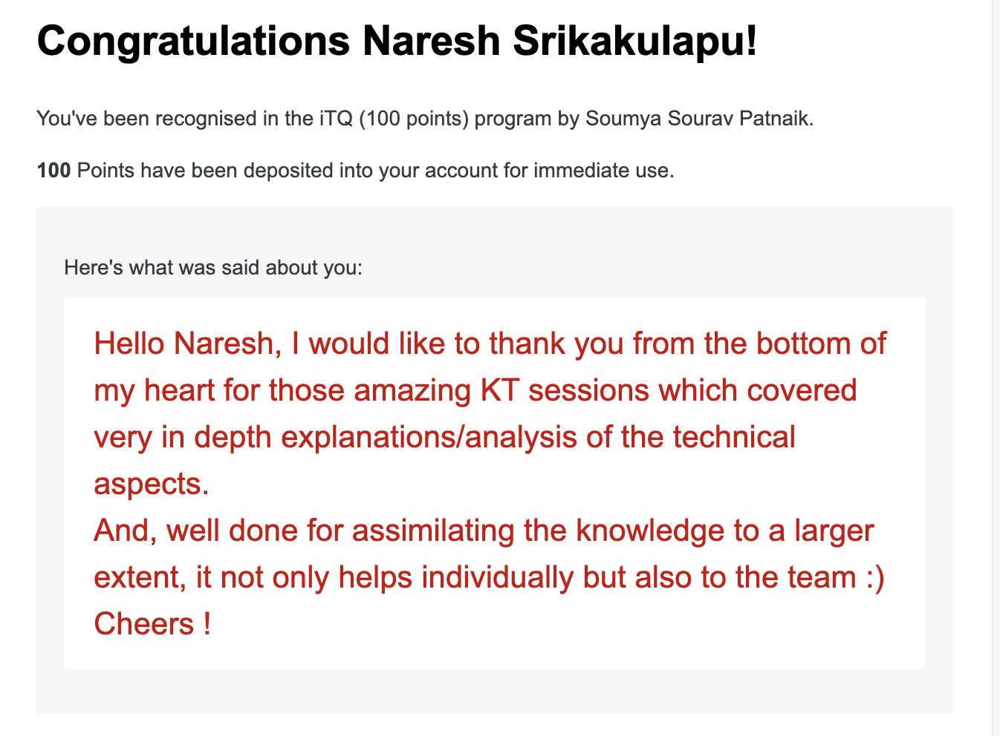 Congratulations Naresh Srikakulapu!
You've been recognised in the iTQ (100 points) program by Soumya Sourav Patnaik.
100 Points have been deposited into your account for immediate use.
Here's what was said about you:
Hello Naresh, I would like to thank you from the bottom of
my heart for those amazing KT sessions which covered
very in depth explanations/analysis of the technical
aspects.
And, well done for assimilating the knowledge to a larger
extent, it not only helps individually but also to the team :)
Cheers !